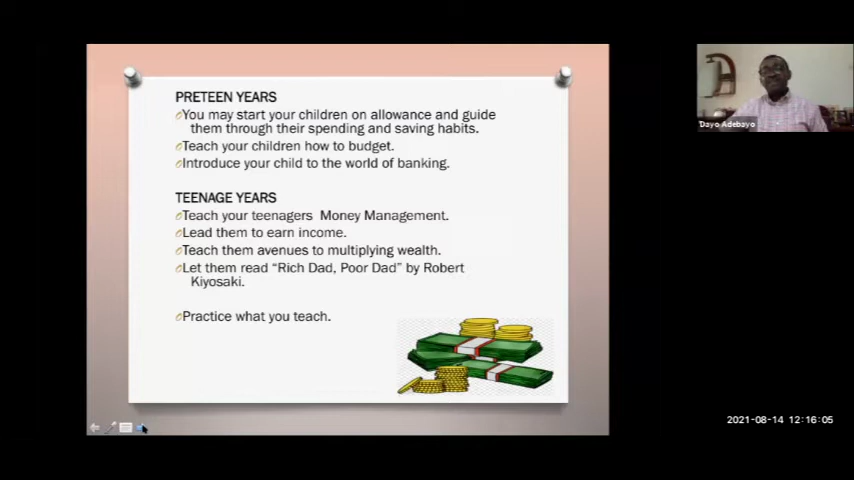 PRETEEN YEARS
You may start your children on allowance and guide
them through their spending and saving habits.
Teach your children how to budget.
Introduce your child to the world of banking.
TEENAGE YEARS
Teach your teenagers Money Management.
Lead them to earn income.
Teach them avenues to multiplying wealth.
Let them read “Rich Dad, Poor Dad” by Robert
Kiyosaki.
Practice what you teach.
'Dayo Adebayo
2021-08-14 12:16:05